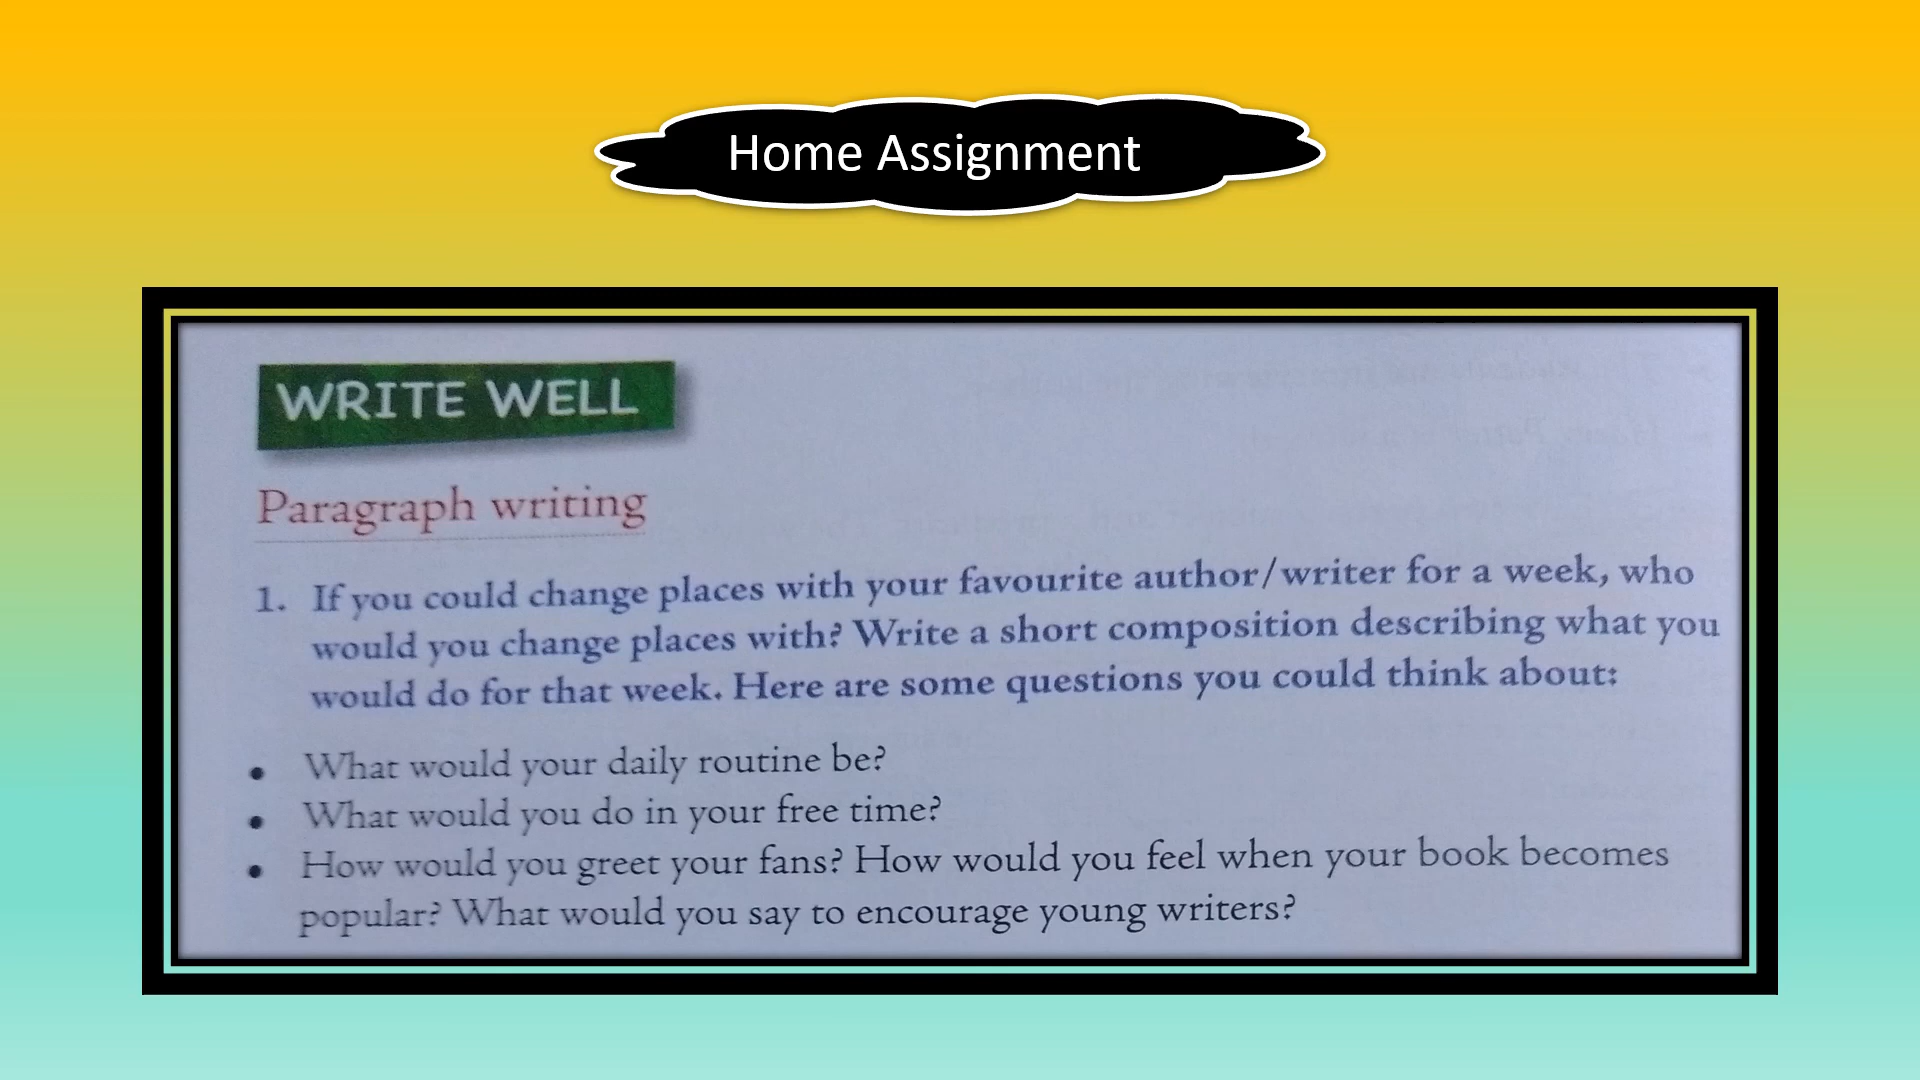 Home Assignment
WRITE WELL
Paragraph writing
1. If you could change places with your favourite author/writer for a week, who
would you change places with? Write a short composition describing what you
would do for that week. Here are some questions you could think about:
• What would your daily routine be?
• What would you do in your free time?
• How would you greet your fans? How would you feel when your book becomes
popular? What would you say to encourage young writers?